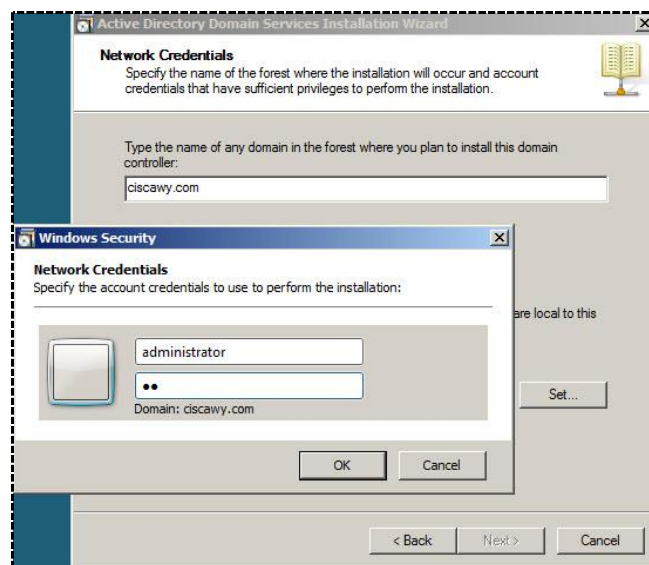 Active Directory Domain Services Installation Wizard
Network Credentials
Specify the name of the forest where the installation will occur and account
credentials that have sufficient privileges to perform the installation.
Type the name of any domain in the forest where you plan to install this domain
controller:
ciscawy.com
Windows Security
Network Credentials
Specify the account credentials to use to perform the installation:
are local to this
administrator
••
Domain: ciscawy.com
Set...
OK
Cancel
< Back
Next >
Cancel